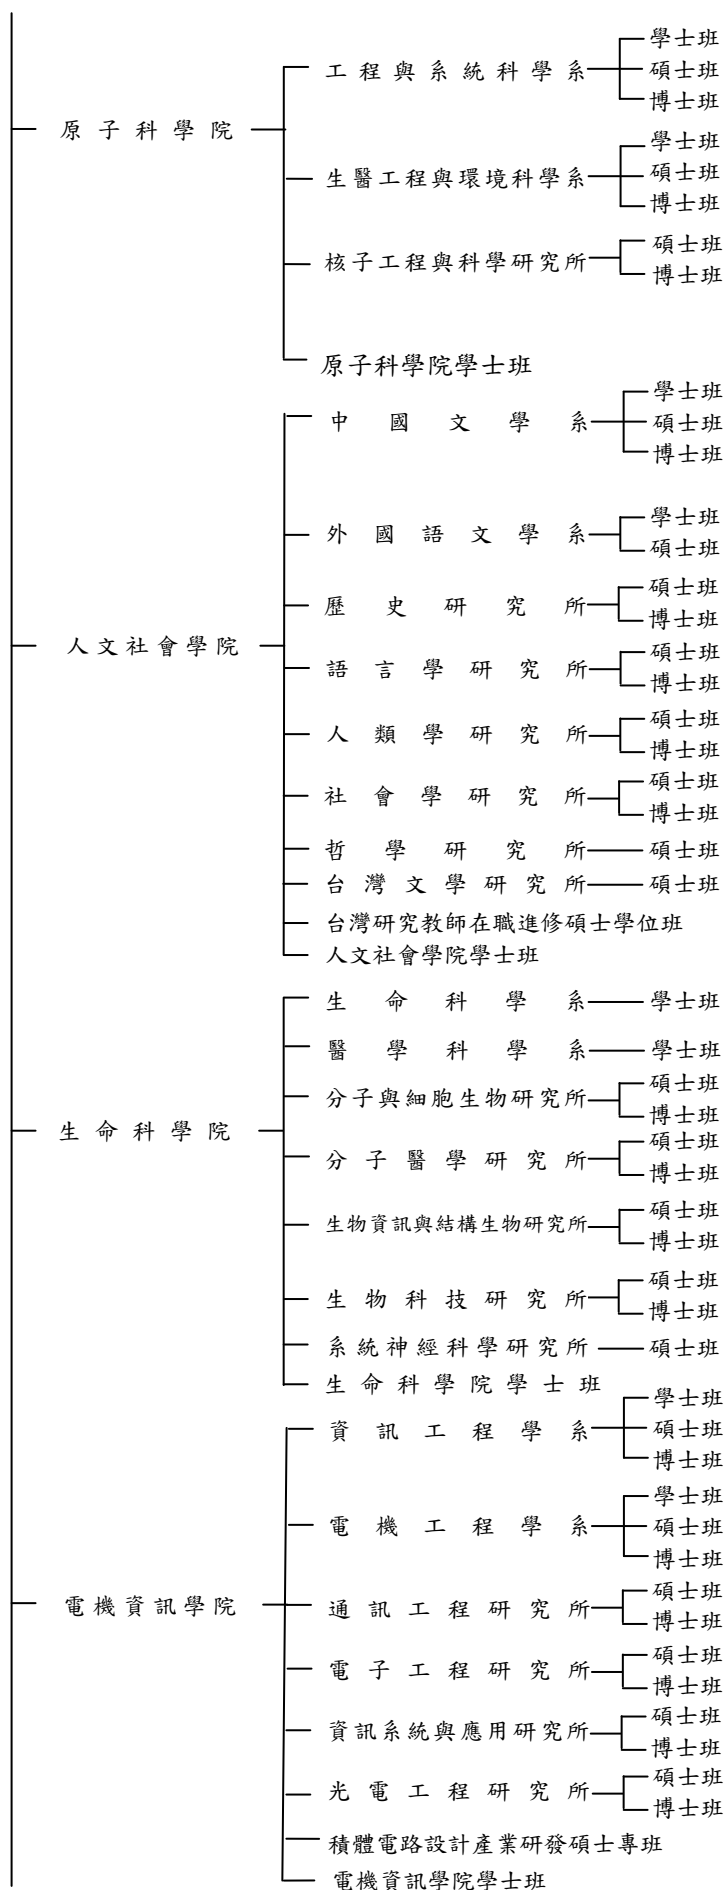 原子科學院
工程與系統科學系
學士班
碩士班
博士班
生醫工程與環境科學系
學士班
碩士班
博士班
核子工程與科學研究所
碩士班
博士班
原子科學院學士班
人文社會學院
中國文學系
學士班
碩士班
博士班
外國語文學系
學士班
碩士班
歷史研究所
碩士班
博士班
語言學研究所
碩士班
博士班
人類學研究所
碩士班
博士班
社會學研究所
碩士班
博士班
哲學研究所
碩士班
台灣文學研究所
碩士班
台灣研究教師在職進修碩士學位班
人文社會學院學士班
生命科學院
生命科學系
學士班
醫學科學系
學士班
分子與細胞生物研究所
碩士班
博士班
分子醫學研究所
碩士班
博士班
生物資訊與結構生物研究所
碩士班
博士班
生物科技研究所
碩士班
博士班
系統神經科學研究所
碩士班
生命科學院學士班
電機資訊學院
資訊工程學系
學士班
碩士班
博士班
電機工程學系
學士班
碩士班
博士班
通訊工程研究所
碩士班
博士班
電子工程研究所
碩士班
博士班
資訊系統與應用研究所
碩士班
博士班
光電工程研究所
碩士班
博士班
積體電路設計產業研發碩士專班
電機資訊學院學士班